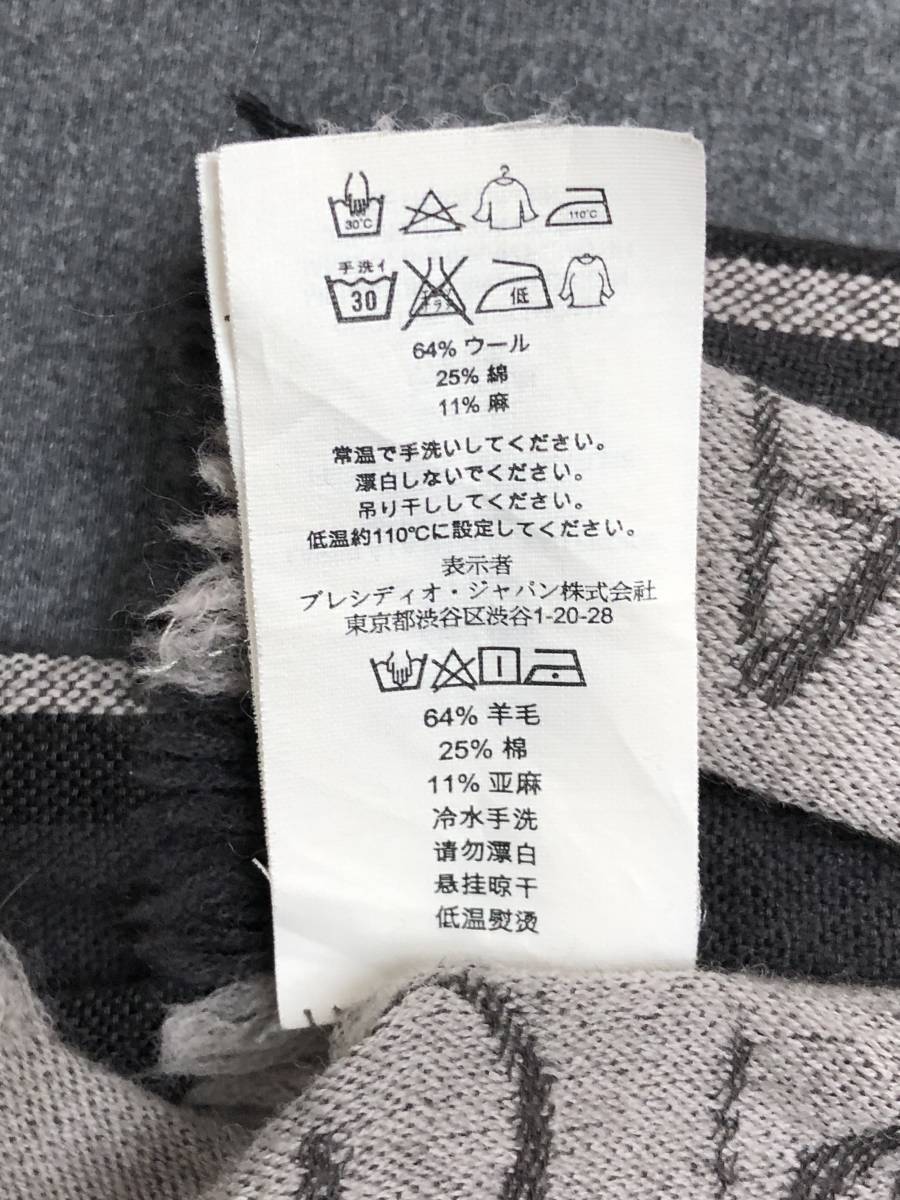 30℃ 110℃
手洗イ
30 低
64% ウール
25% 綿
11% 麻
常温で手洗いしてください。
漂白しないでください。
吊り干ししてください。
低温約110℃に設定してください。
表示者
ブレシディオ・ジャパン株式会社
東京都渋谷区渋谷1-20-28
64% 羊毛
25% 棉
11% 亚麻
冷水手洗
请勿漂白
悬挂晾干
低温熨烫